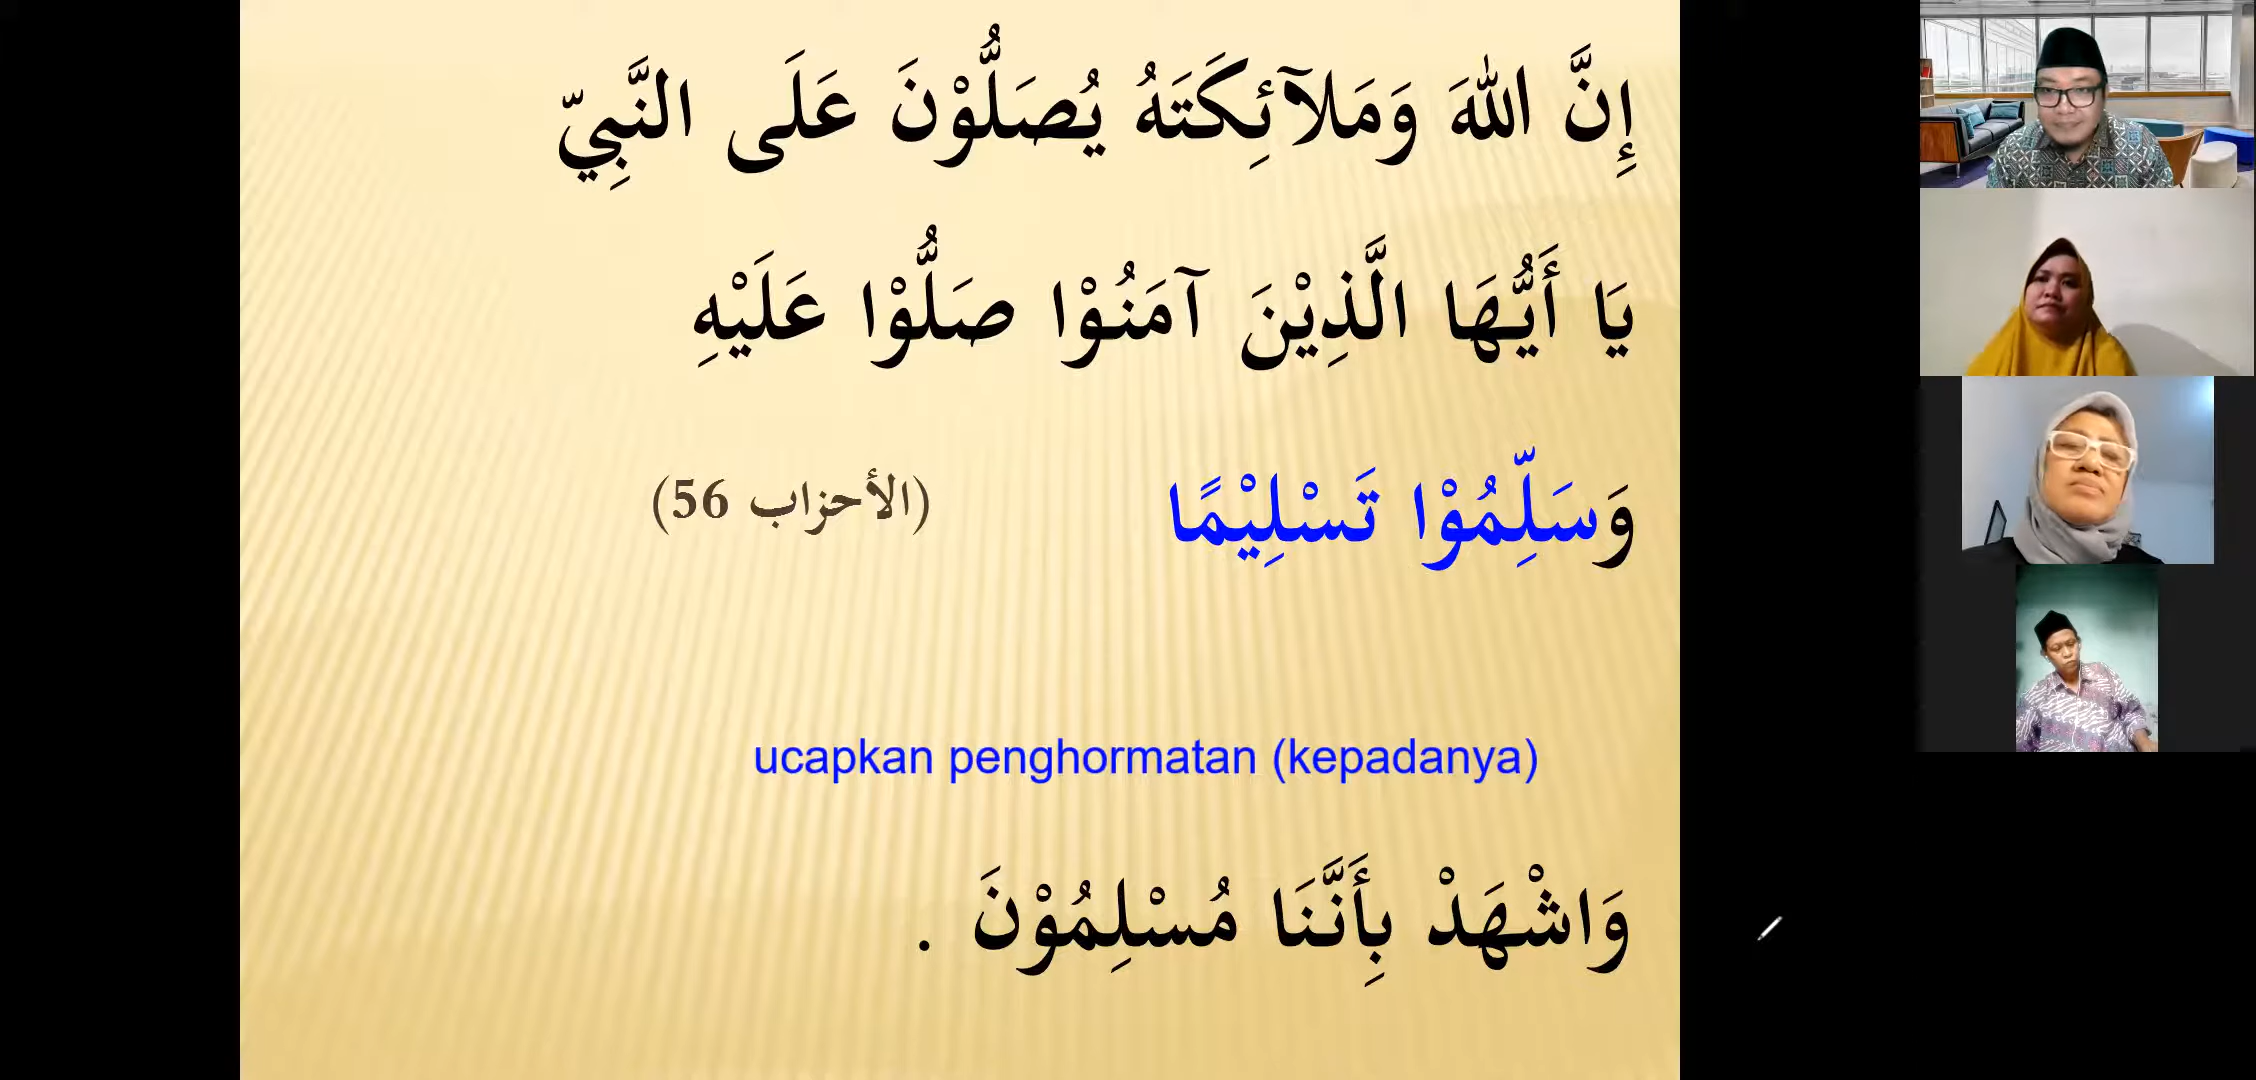 إِنَّ اللهَ وَمَلآئِكَتَهُ يُصَلُّوْنَ عَلَى النَّبِيّ
يَا أَيُّهَا الَّذِيْنَ آمَنُوْا صَلُّوْا عَلَيْهِ
وَسَلِّمُوْا تَسْلِيْمًا (الأحزاب 56)
ucapkan penghormatan (kepadanya)
وَاشْهَدْ بِأَنَّنَا مُسْلِمُوْنَ .